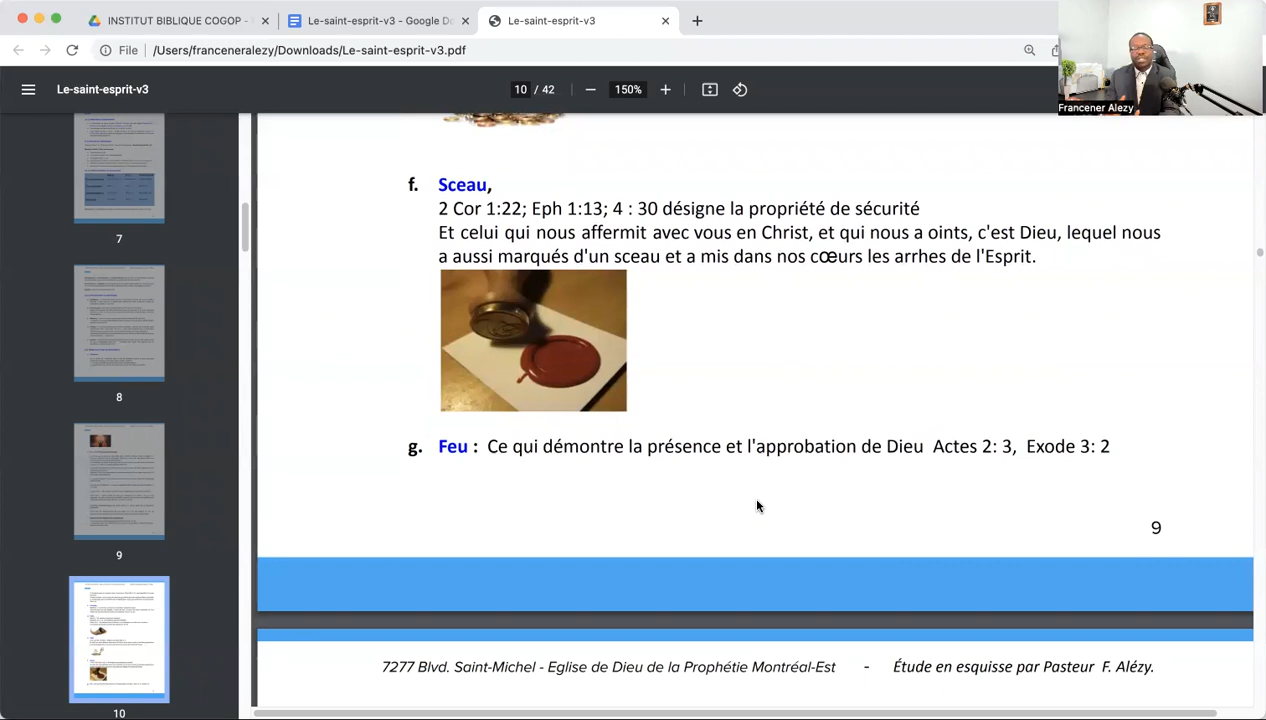 INSTITUT BIBLIQUE COGOP -
Le-saint-esprit-v3 - Google Do
Le-saint-esprit-v3
File /Users/franceneralezy/Downloads/Le-saint-esprit-v3.pdf
Le-saint-esprit-v3
10 / 42
150%
Francener Alezy
7
8
9
10
f. Sceau,
2 Cor 1:22; Eph 1:13; 4 : 30 désigne la propriété de sécurité
Et celui qui nous affermit avec vous en Christ, et qui nous a oints, c'est Dieu, lequel nous
a aussi marqués d'un sceau et a mis dans nos cœurs les arrhes de l'Esprit.
g. Feu : Ce qui démontre la présence et l'approbation de Dieu Actes 2: 3, Exode 3: 2
9
7277 Blvd. Saint-Michel - Eglise de Dieu de la Prophétie Montreal-Est - Étude en esquisse par Pasteur F. Alézy.